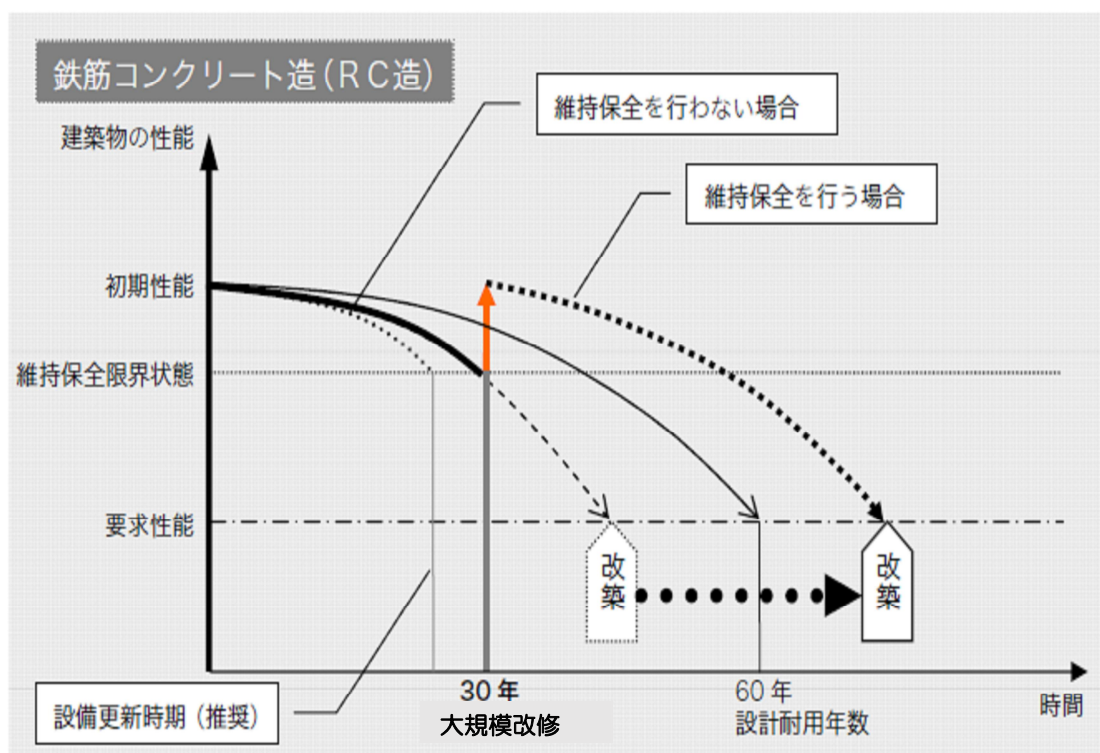 鉄筋コンクリート造(RC造)
維持保全を行わない場合
建築物の性能
維持保全を行う場合
初期性能
維持保全限界状態
要求性能
改築
改築
30年
大規模改修
60年
設計耐用年数
時間
設備更新時期(推奨)